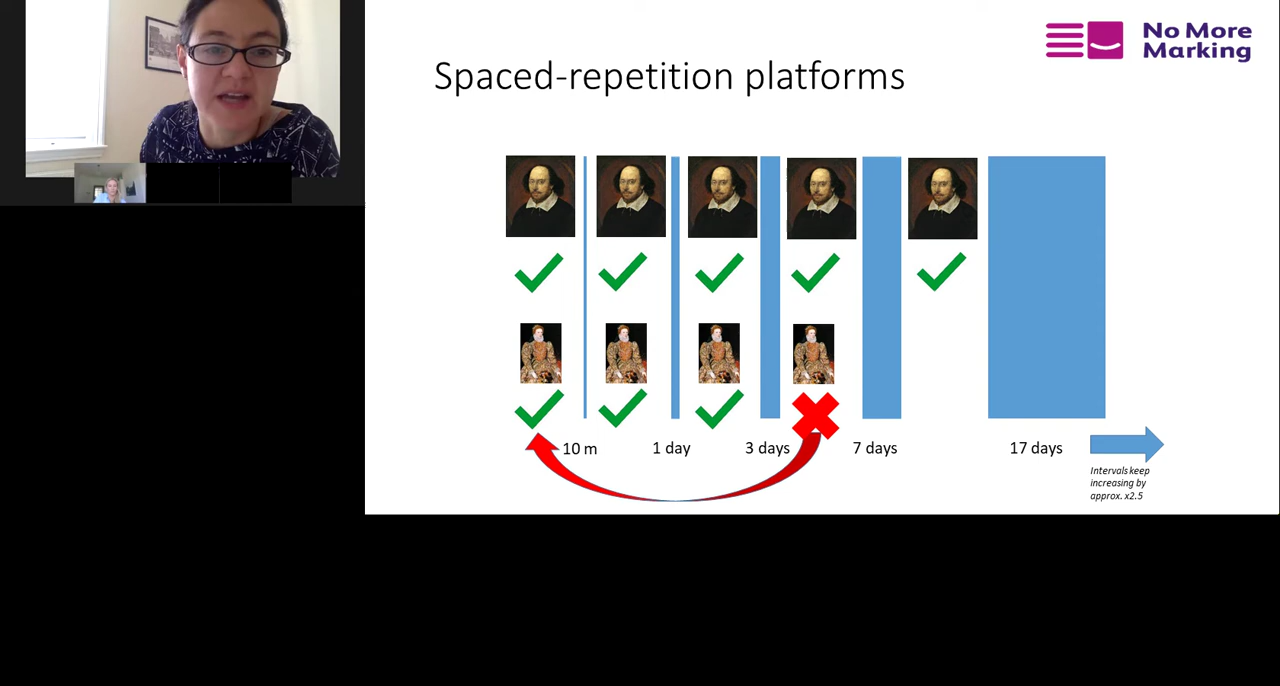 No More
Marking
Spaced-repetition platforms
10 m
1 day
3 days
7 days
17 days
Intervals keep
increasing by
approx. x2.5